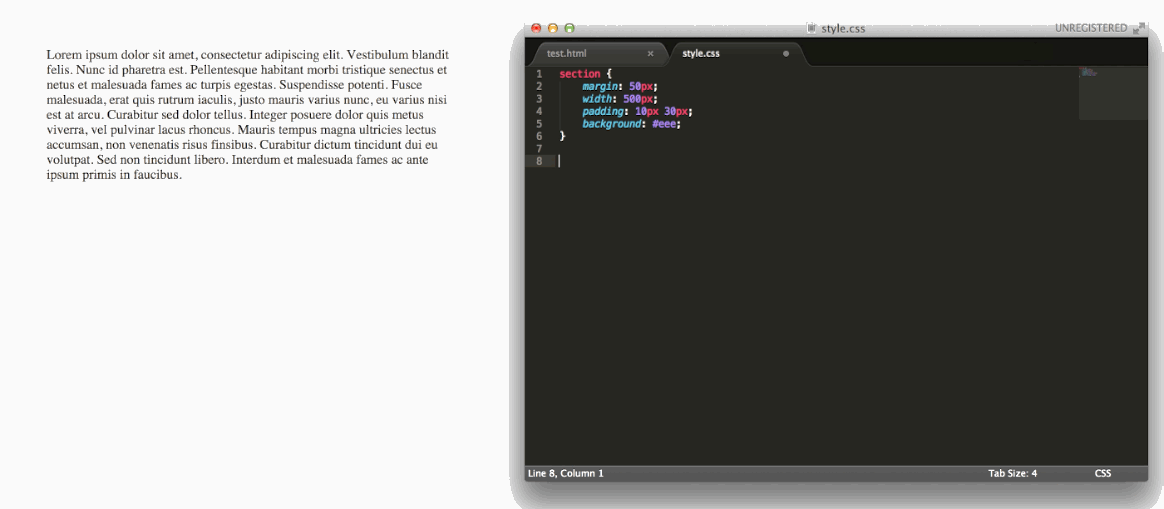 Lorem ipsum dolor sit amet, consectetur adipiscing elit. Vestibulum blandit
felis. Nunc id pharetra est. Pellentesque habitant morbi tristique senectus et
netus et malesuada fames ac turpis egestas. Suspendisse potenti. Fusce
malesuada, erat quis rutrum iaculis, justo mauris varius nunc, eu varius nisi
est at arcu. Curabitur sed dolor tellus. Integer posuere dolor quis metus
viverra, vel pulvinar lacus rhoncus. Mauris tempus magna ultricies lectus
accumsan, non venenatis risus finsibus. Curabitur dictum tincidunt dui eu
volutpat. Sed non tincidunt libero. Interdum et malesuada fames ac ante
ipsum primis in faucibus.
style.css UNREGISTERED
test.html × style.css
1 section {
2 margin: 50px;
3 width: 500px;
4 padding: 10px 30px;
5 background: #eee;
6 }
7
8
Line 8, Column 1 Tab Size: 4 CSS